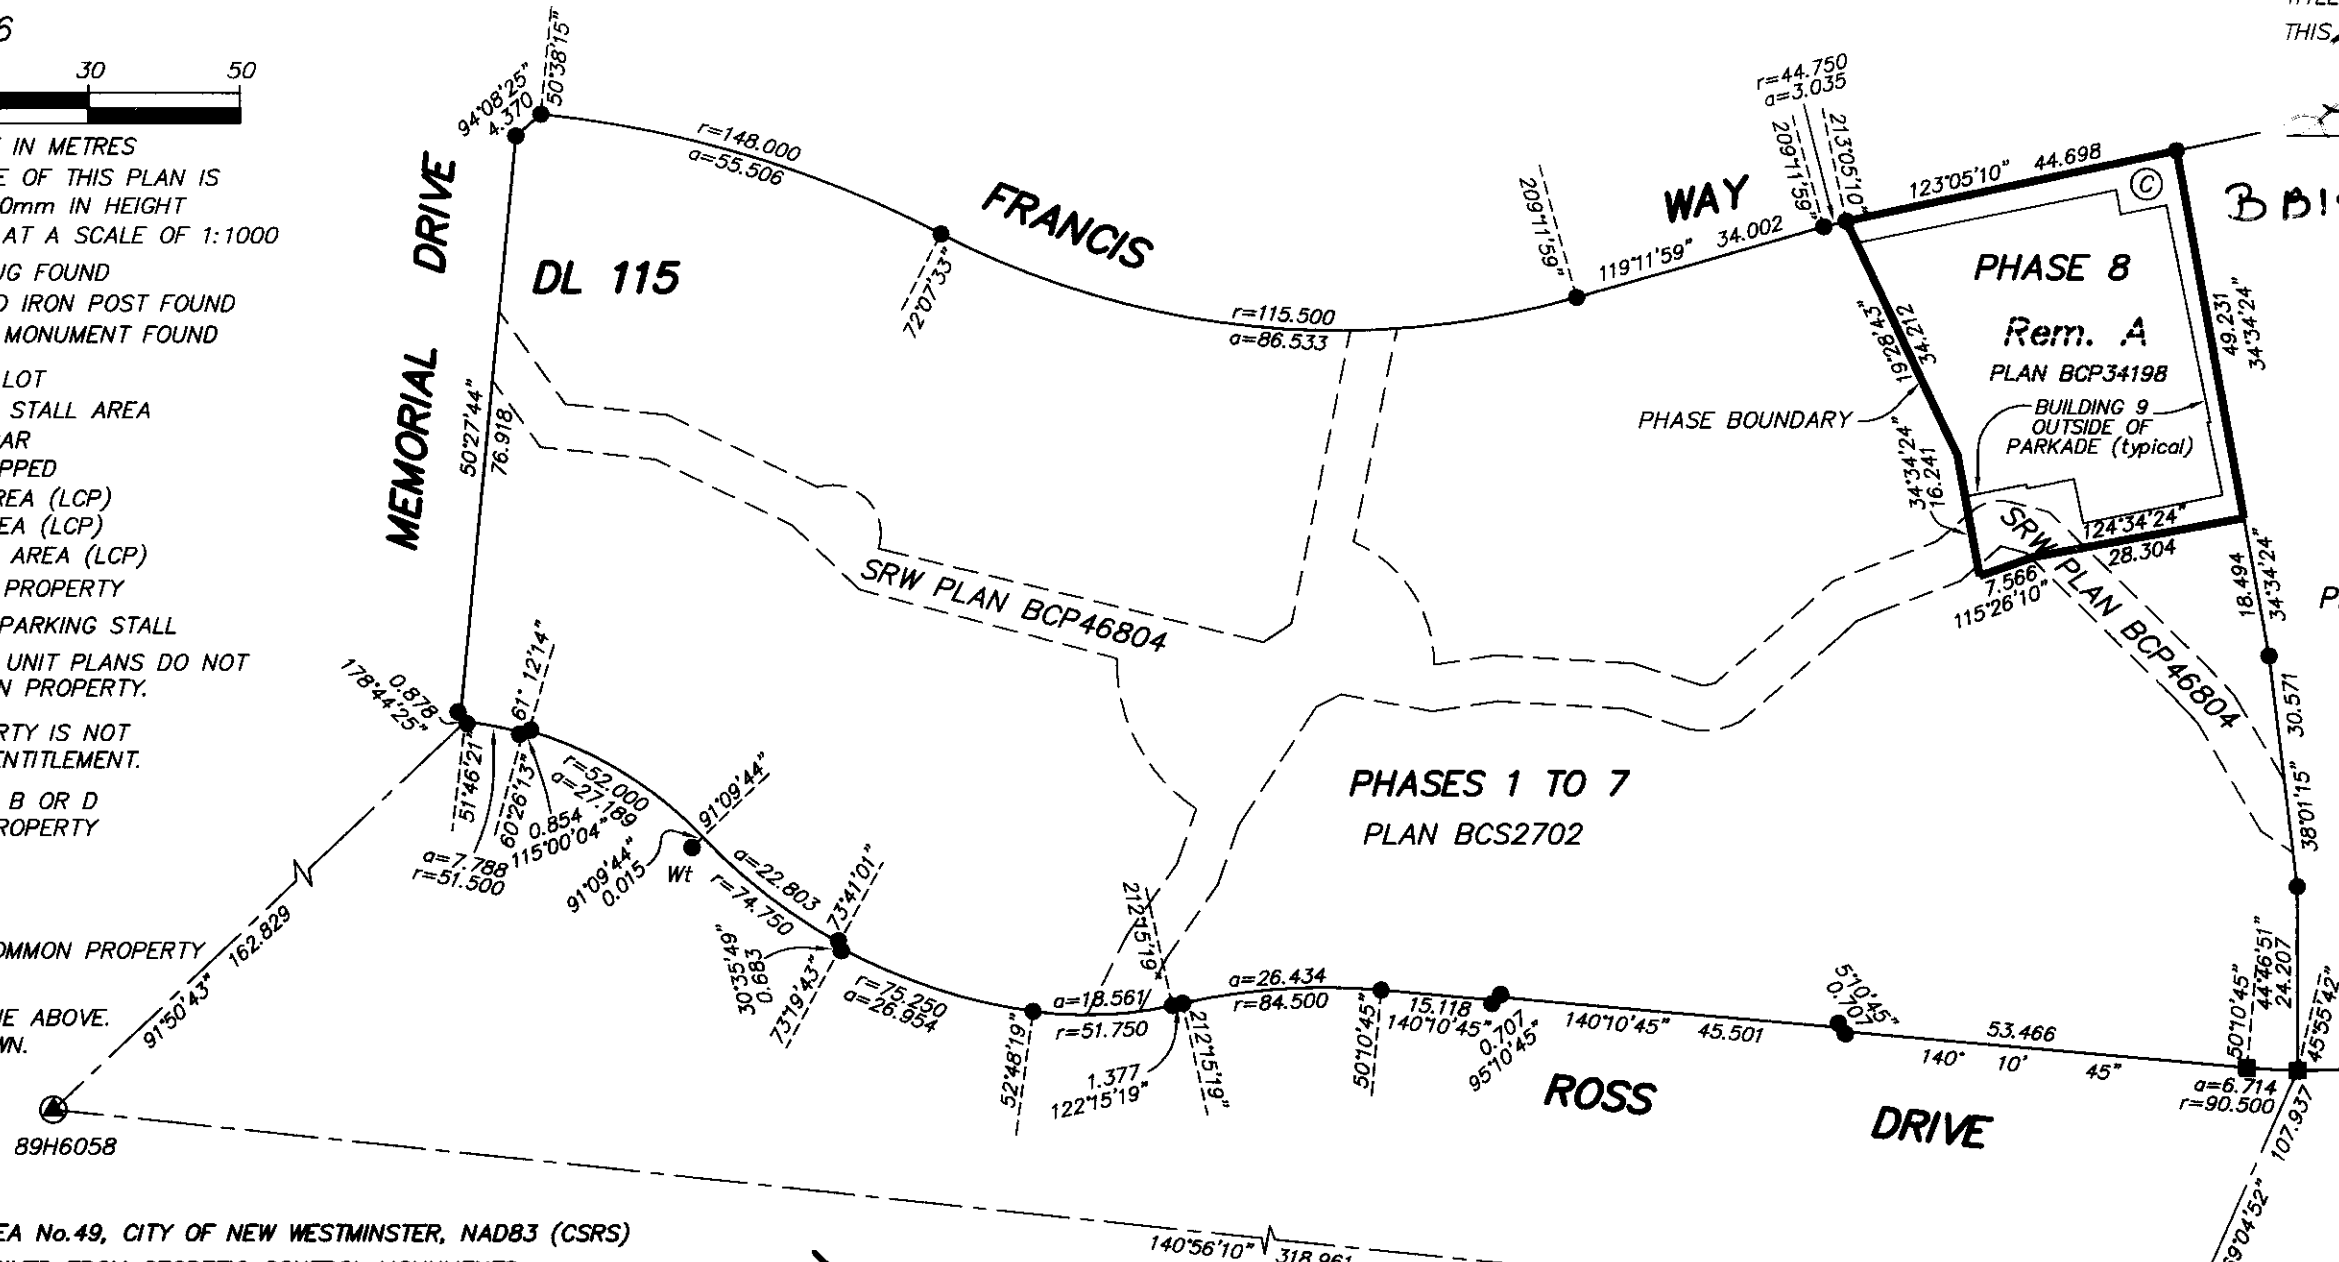 6
30 50
IN METRES
OF THIS PLAN IS
0mm IN HEIGHT
AT A SCALE OF 1:1000
FOUND
IRON POST FOUND
MONUMENT FOUND
LOT
STALL AREA
(LCP)
(LCP)
AREA (LCP)
PROPERTY
PARKING STALL
UNIT PLANS DO NOT
PROPERTY.
IS NOT
ENTITLEMENT.
B OR D
COMMON PROPERTY
ABOVE.
94°08'25"
4.370
50°38'15"
r=148.000
a=55.506
MEMORIAL DRIVE
DL 115
FRANCIS WAY
72°07'33"
r=115.500
a=86.533
209°11'59"
119°11'59" 34.002
r=44.750
a=3.035
209°11'59"
213°05'10"
123°05'10" 44.698
THIS
C
PHASE 8
Rem. A
PLAN BCP34198
BUILDING 9
OUTSIDE OF
PARKADE (typical)
49.231
34°34'24"
19°28'43"
34.212
PHASE BOUNDARY
34°34'24"
16.241
124°34'24"
28.304
7.566
115°26'10"
18.494
34°34'24"
SRW PLAN BCP46804
30.571
38°01'15"
50°27'44"
76.918
SRW PLAN BCP46804
PHASES 1 TO 7
PLAN BCS2702
0.878
178°44'25"
51°46'21"
61°12'14"
60°26'13"
a=7.788
r=51.500
0.854
115°00'04"
r=52.000
a=27.189
91°09'44"
91°09'44"
0.015
Wt
a=22.803
r=74.750
73°41'01"
30°35'49"
0.683
73°19'43"
r=75.250
a=26.954
52°48'19"
a=18.561
r=51.750
212°15'19"
1.377
122°15'19"
212°15'19"
a=26.434
r=84.500
50°10'45"
15.118
140°10'45"
0.707
95°10'45"
140°10'45" 45.501
5°10'45"
0.707
53.466
140° 10' 45"
50°10'45"
44°46'51"
24.207
45°55'42"
a=6.714
r=90.500
107.937
ROSS DRIVE
91°50'43" 162.829
89H6058
140°56'10" 318.961
No.49, CITY OF NEW WESTMINSTER, NAD83 (CSRS)